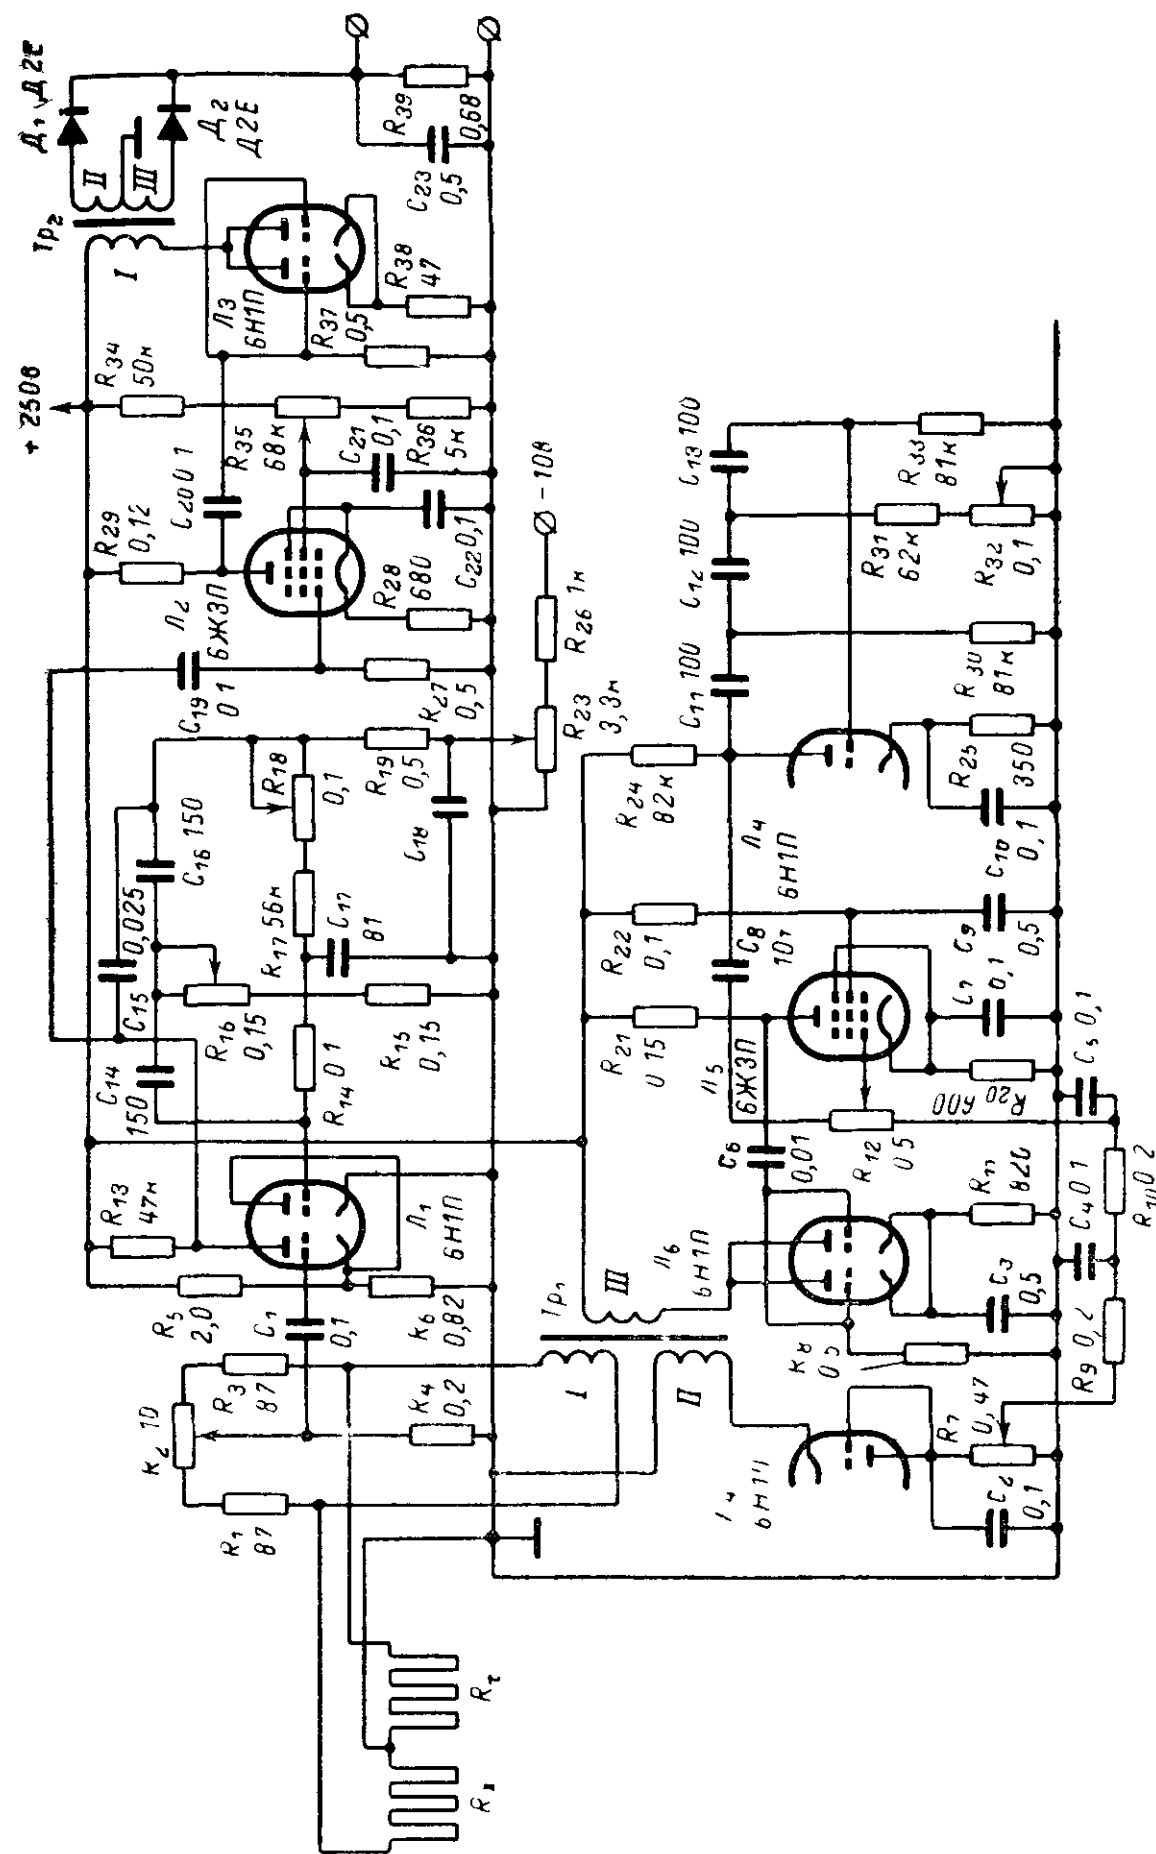 + 250в
Тр₂
I
II
III
Д₁ Д2Е
Д₂
Д2Е
R₁
87
10
R₃
87
R₄
0,2
C₁
0,1
R₅
2,0
R₆
0,82
R₁₃
47к
Л₁
6Н1П
C₁₄
150
C₁₅
0,025
R₁₆
0,15
R₁₄ 0 1
R₁₅
0,15
C₁₆ 150
R₁₇ 56к
C₁₇
81
R₁₈
0,1
R₁₉
0,5
C₁₈
C₁₉
0 1
R₂₇
0,5
R₂₃
3,3к
R₂₆ 1к
-10в
Л₂
6Ж3П
R₂₈
680
C₂₂ 0,1
R₂₉
0,12
C₂₀ 0 1
R₃₅
68к
C₂₁
0,1
R₃₆
5к
R₃₄
50к
Л₃
6Н1П
R₃₇
0,5
R₃₈
47
C₂₃
0,5
R₃₉
0,68
Тр₁
I
II
III
C₂
0,1
R₇
0,47
R₉ 0,2
C₃
0,5
C₄ 0 1
R₁₀ 0 2
R₁₁
820
6Н1П
C₆
0,01
R₁₂
0 5
6Ж3П
R₂₀ 600
C₅ 0,1
C₇
0,1
R₂₁
0 15
R₂₂
0,1
C₈
C₉
0,5
R₂₄
82к
Л₄
6Н1П
C₁₀
0,1
R₂₅
350
C₁₁ 100
R₃₀
81к
C₁₂ 100
R₃₁
62к
R₃₂
0,1
C₁₃ 100
R₃₃
81к